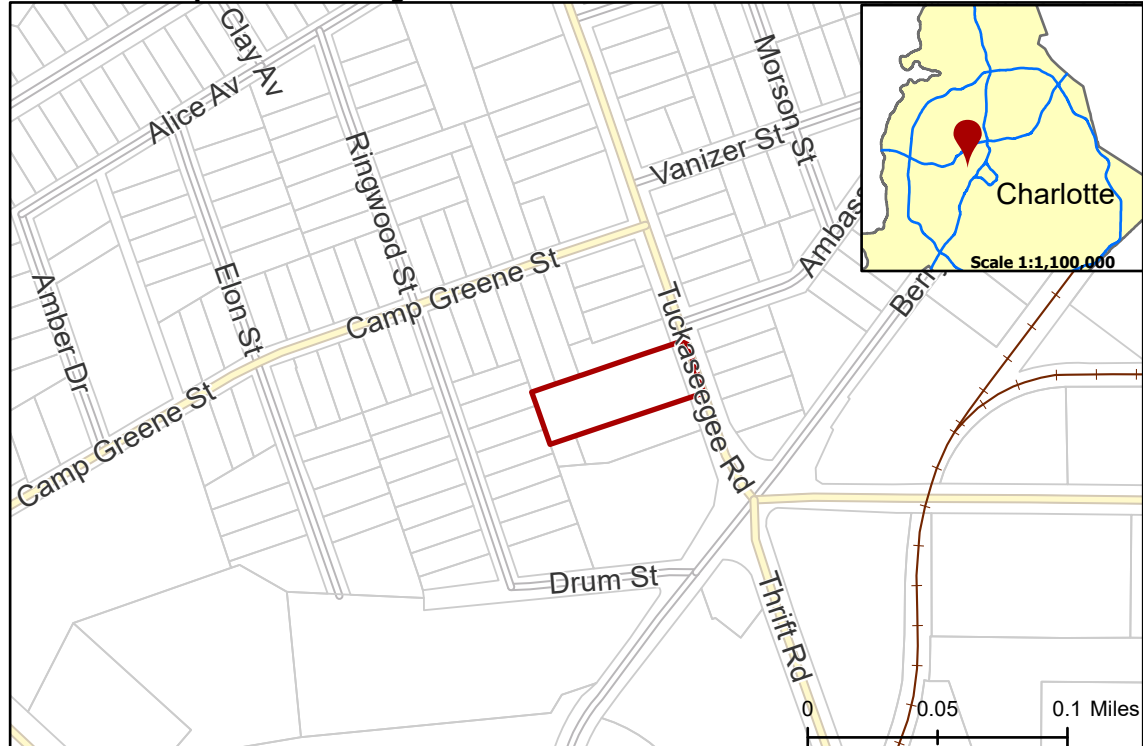 Clay Av
Alice Av
Morson St
Ringwood St
Vanizer St
Charlotte
Scale 1:1,100,000
Elon St
Camp Greene St
Amber Dr
Tuckaseegee Rd
Camp Greene St
Drum St
Thrift Rd
0
0.05
0.1 Miles